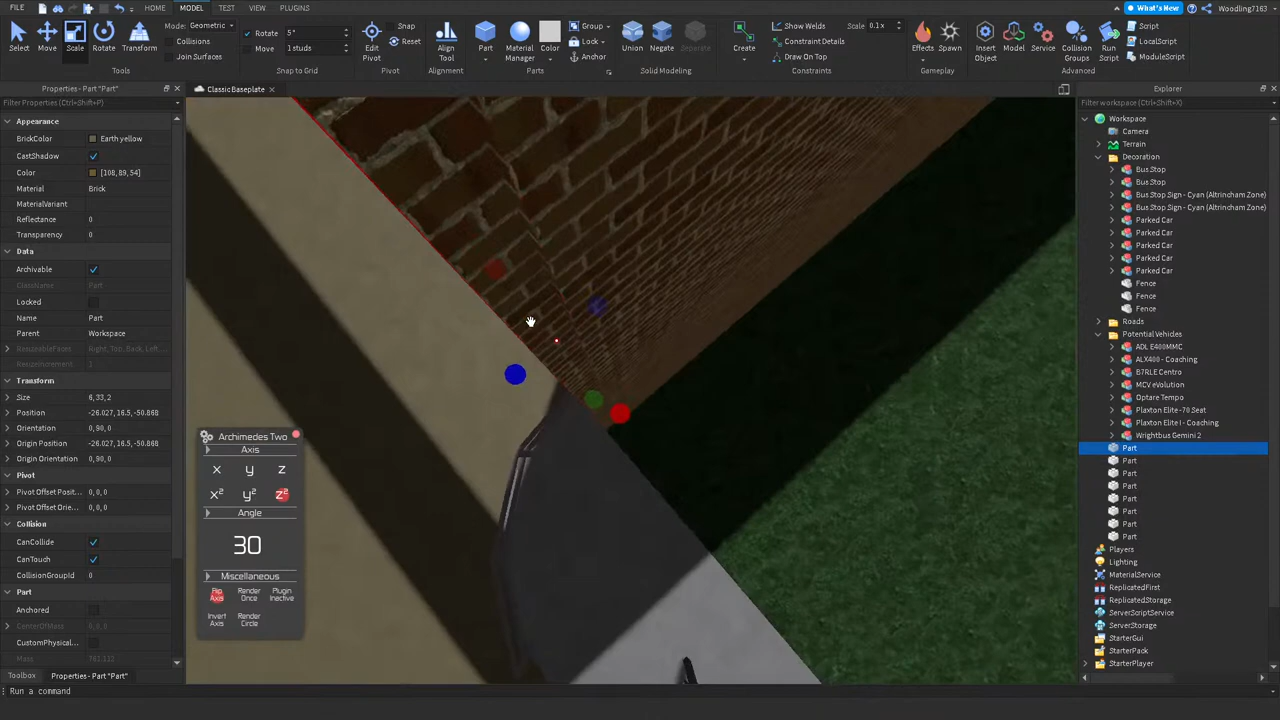 FILE
HOME
MODEL
TEST
VIEW
PLUGINS
What's New
Woodling7163
Select
Move
Scale
Rotate
Transform
Mode: Geometric
Collisions
Join Surfaces
Tools
Rotate 5°
Move 1 studs
Snap to Grid
Edit Pivot
Snap
Reset
Pivot
Align Tool
Alignment
Part
Material Manager
Color
Group
Lock
Anchor
Parts
Union
Negate
Separate
Solid Modeling
Create
Show Welds
Scale 0.1x
Constraint Details
Draw On Top
Constraints
Effects
Spawn
Gameplay
Insert Object
Model
Service
Collision Groups
Run Script
Script
LocalScript
ModuleScript
Advanced
Properties - Part "Part"
Filter Properties (Ctrl+Shift+P)
Appearance
BrickColor Earth yellow
CastShadow
Color [108,89,54]
Material Brick
MaterialVariant
Reflectance 0
Transparency 0
Data
Archivable
ClassName Part
Locked
Name Part
Parent Workspace
ResizeableFaces Right, Top, Back, Left...
ResizeIncrement 1
Transform
Size 6,33,2
Position -26.027,16.5,-50.868
Orientation 0,90,0
Origin Position -26.027,16.5,-50.868
Origin Orientation 0,90,0
Pivot
Pivot Offset Posit... 0,0,0
Pivot Offset Orie... 0,0,0
Collision
CanCollide
CanTouch
CollisionGroupId 0
Part
Anchored
CenterOfMass
CustomPhysical...
Mass
Toolbox
Properties - Part "Part"
Run a command
Classic Baseplate
Archimedes Two
Axis
x y z
x² y² z²
Angle
30
Miscellaneous
Flip Axis
Render Once
Plugin Inactive
Invert Axis
Render Circle
Explorer
Filter workspace (Ctrl+Shift+X)
Workspace
Camera
Terrain
Decoration
Bus Stop
Bus Stop
Bus Stop Sign - Cyan (Altrincham Zone)
Bus Stop Sign - Cyan (Altrincham Zone)
Parked Car
Parked Car
Parked Car
Parked Car
Parked Car
Fence
Fence
Fence
Roads
Potential Vehicles
ADL E400MMC
ALX400 - Coaching
B7RLE Centro
MCV eVolution
Optare Tempo
Plaxton Elite -70 Seat
Plaxton Elite I - Coaching
Wrightbus Gemini 2
Part
Part
Part
Part
Part
Part
Part
Part
Players
Lighting
MaterialService
ReplicatedFirst
ReplicatedStorage
ServerScriptService
ServerStorage
StarterGui
StarterPack
StarterPlayer